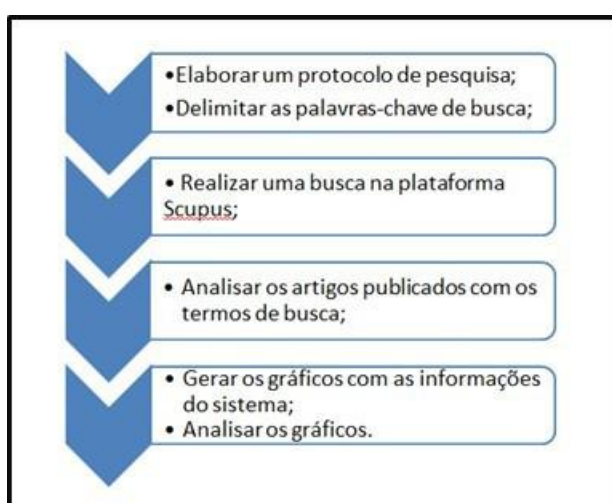 •Elaborar um protocolo de pesquisa;
•Delimitar as palavras-chave de busca;
• Realizar uma busca na plataforma
Scupus;
• Analisar os artigos publicados com os
termos de busca;
• Gerar os gráficos com as informações
do sistema;
• Analisar os gráficos.